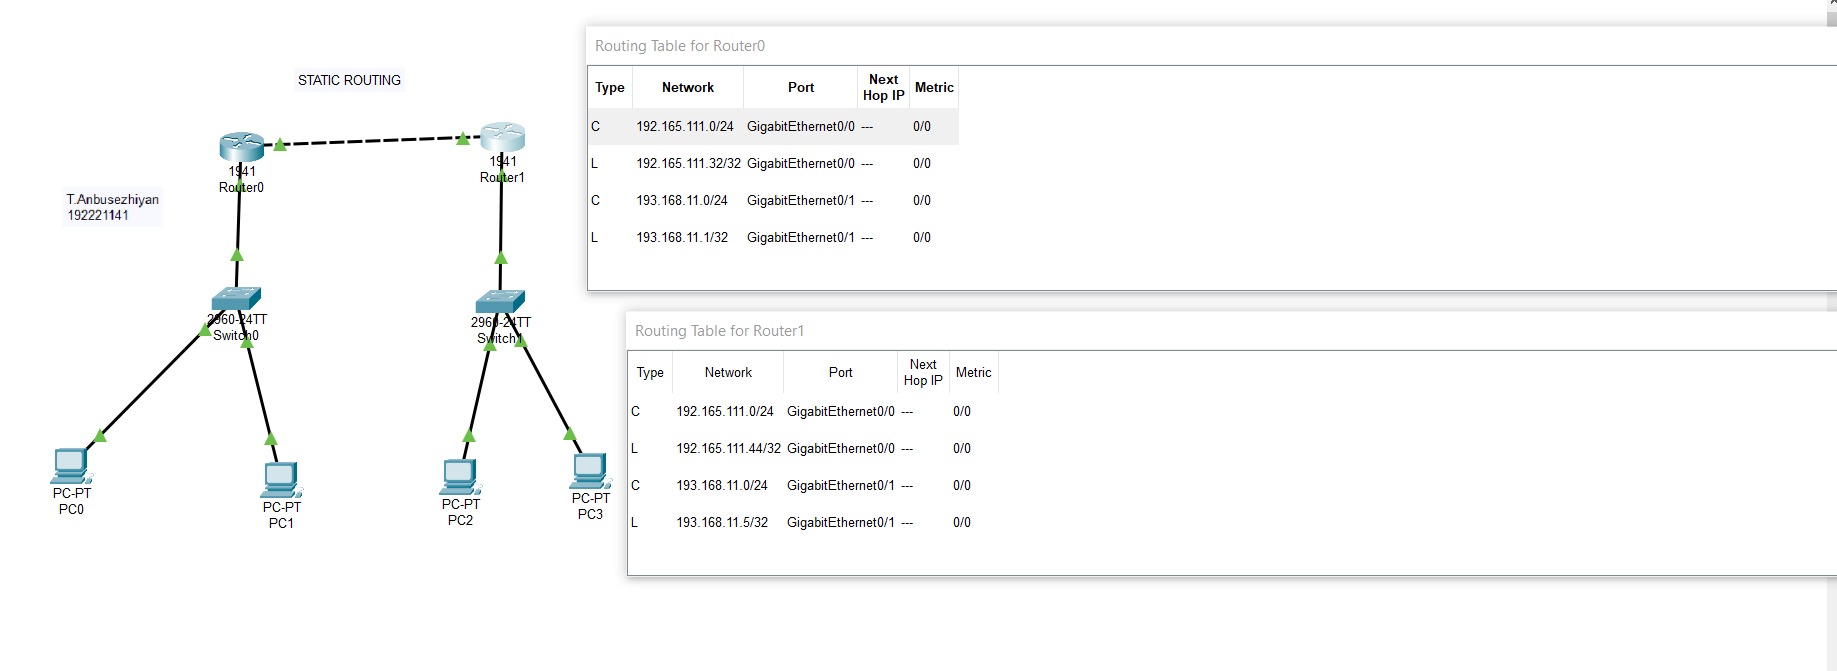 STATIC ROUTING
1941
Router0
1941
Router1
T.Anbusezhiyan
192221141
2960-24TT
Switch0
2960-24TT
Switch1
PC-PT
PC0
PC-PT
PC1
PC-PT
PC2
PC-PT
PC3
Routing Table for Router0
Type Network Port Next Hop IP Metric
C 192.165.111.0/24 GigabitEthernet0/0 --- 0/0
L 192.165.111.32/32 GigabitEthernet0/0 --- 0/0
C 193.168.11.0/24 GigabitEthernet0/1 --- 0/0
L 193.168.11.1/32 GigabitEthernet0/1 --- 0/0
Routing Table for Router1
Type Network Port Next Hop IP Metric
C 192.165.111.0/24 GigabitEthernet0/0 --- 0/0
L 192.165.111.44/32 GigabitEthernet0/0 --- 0/0
C 193.168.11.0/24 GigabitEthernet0/1 --- 0/0
L 193.168.11.5/32 GigabitEthernet0/1 --- 0/0